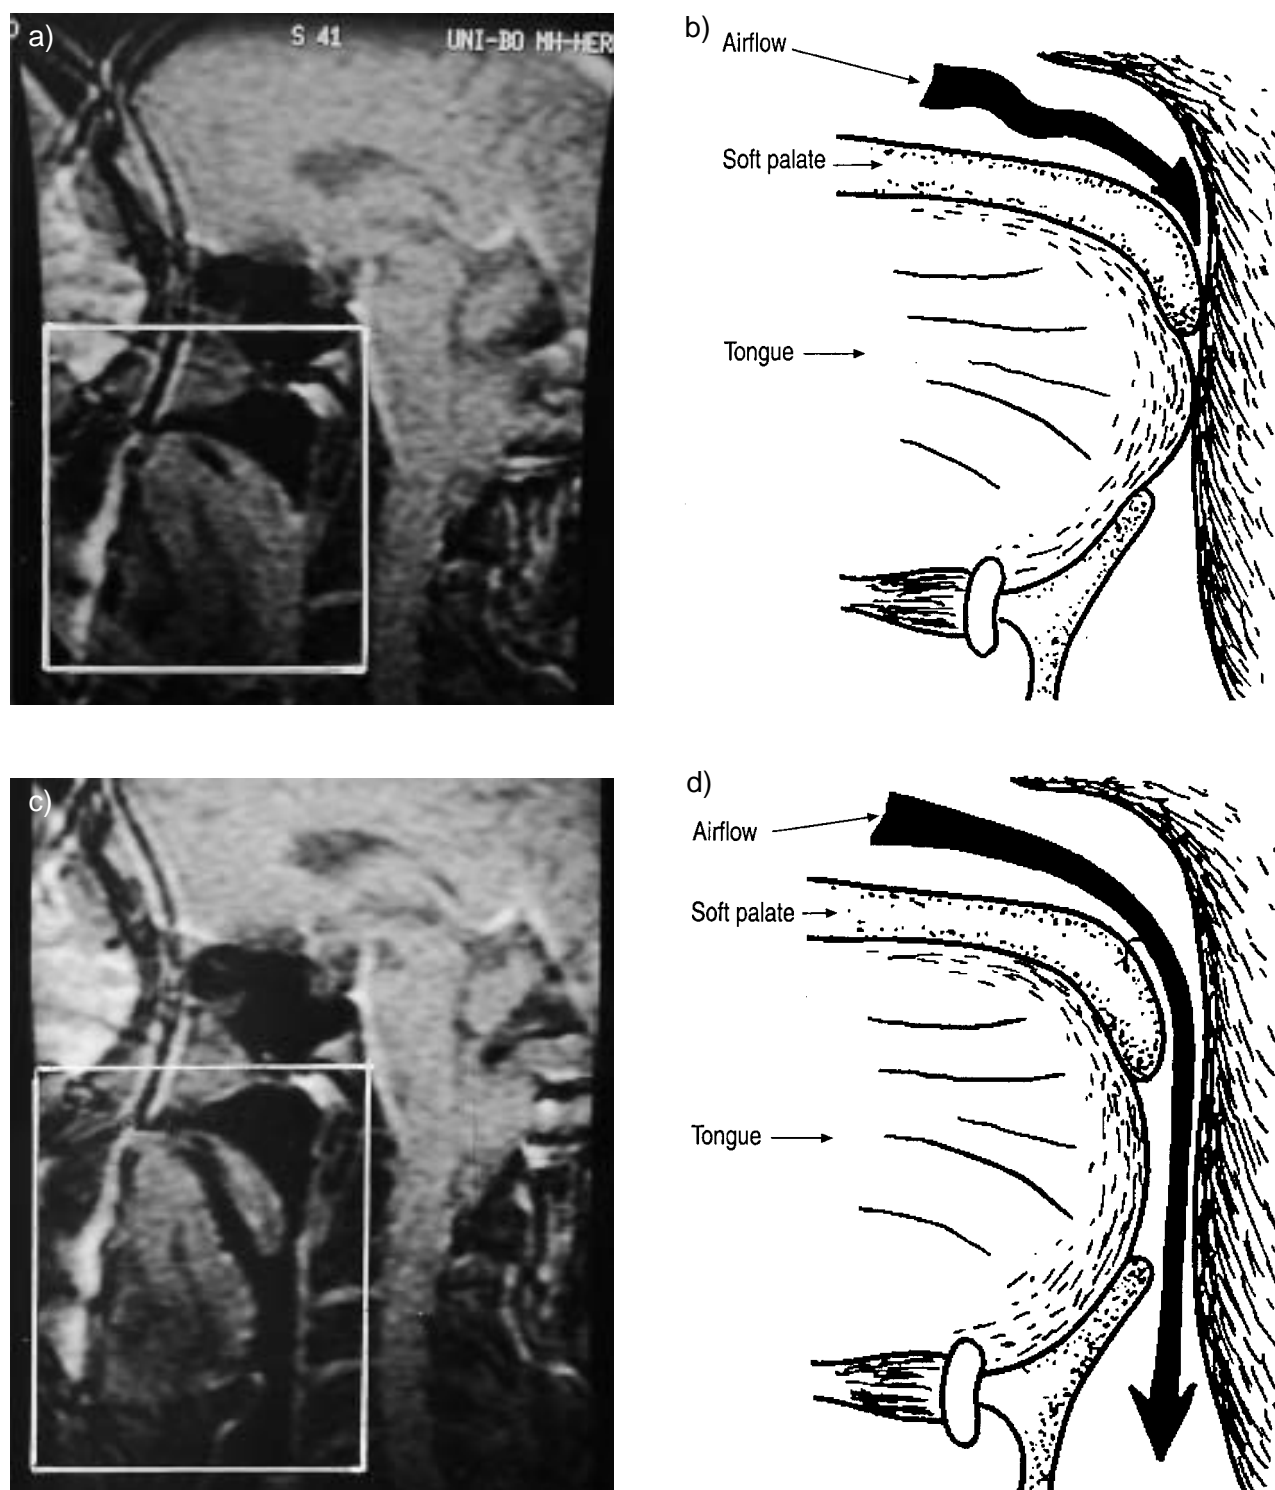 a)
S 41
UNI-BO MH-HER
b)
Airflow
Soft palate
Tongue
c)
d)
Airflow
Soft palate
Tongue